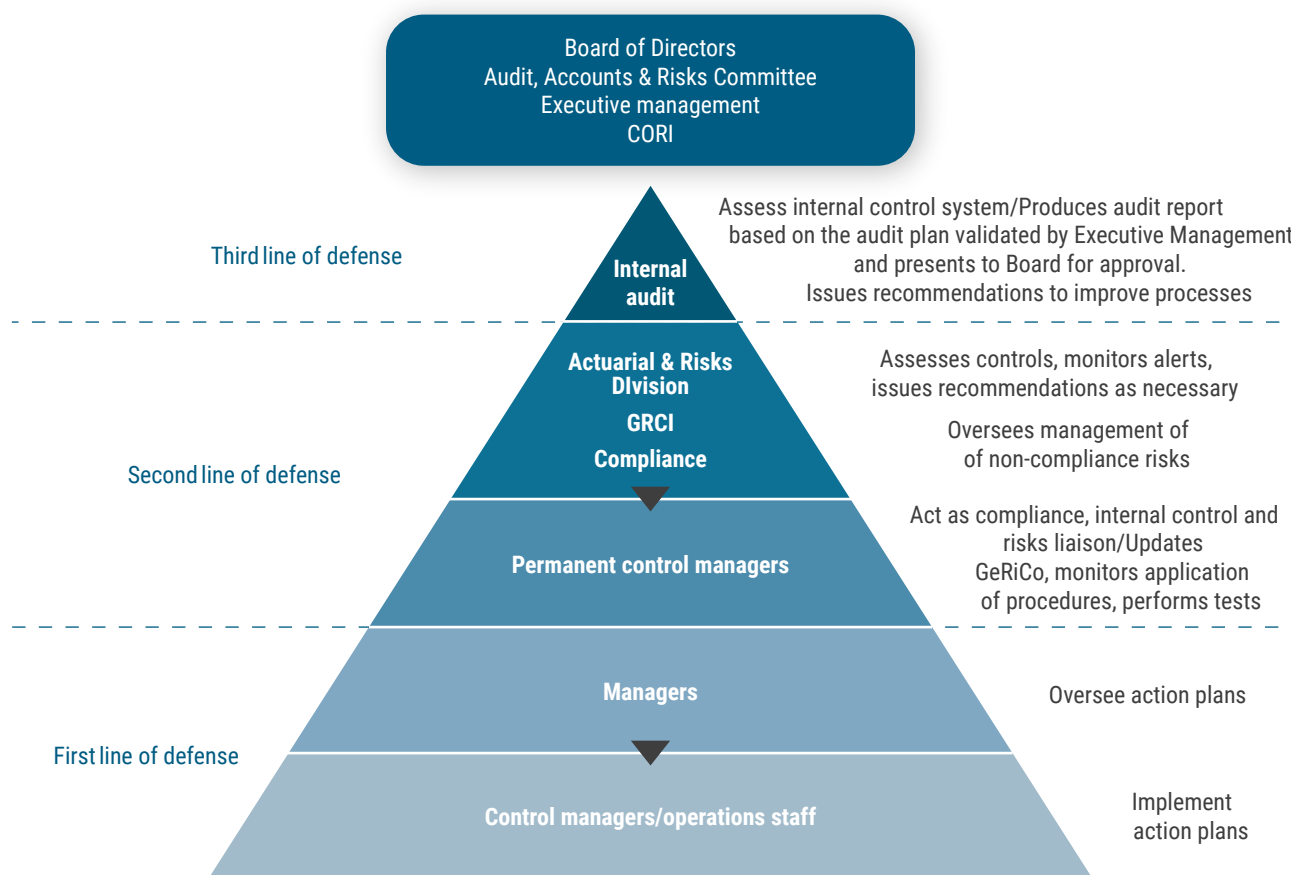 Board of Directors
Audit, Accounts & Risks Committee
Executive management
CORI
Third line of defense
Internal
audit
Assess internal control system/Produces audit report
based on the audit plan validated by Executive Management
and presents to Board for approval.
Issues recommendations to improve processes
Second line of defense
Actuarial & Risks
DIvision
GRCI
Compliance
Assesses controls, monitors alerts,
issues recommendations as necessary
Oversees management of
of non-compliance risks
Permanent control managers
Act as compliance, internal control and
risks liaison/Updates
GeRiCo, monitors application
of procedures, performs tests
First line of defense
Managers
Oversee action plans
Control managers/operations staff
Implement
action plans